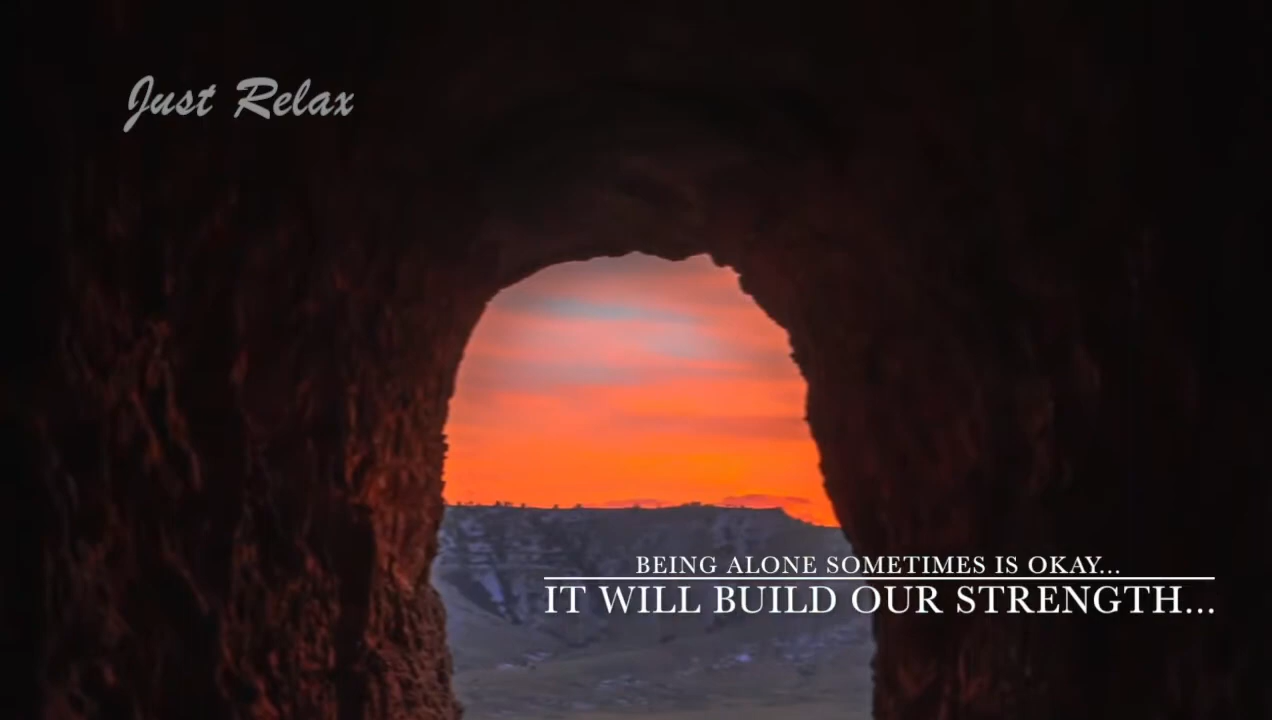 Just Relax
BEING ALONE SOMETIMES IS OKAY...
IT WILL BUILD OUR STRENGTH...